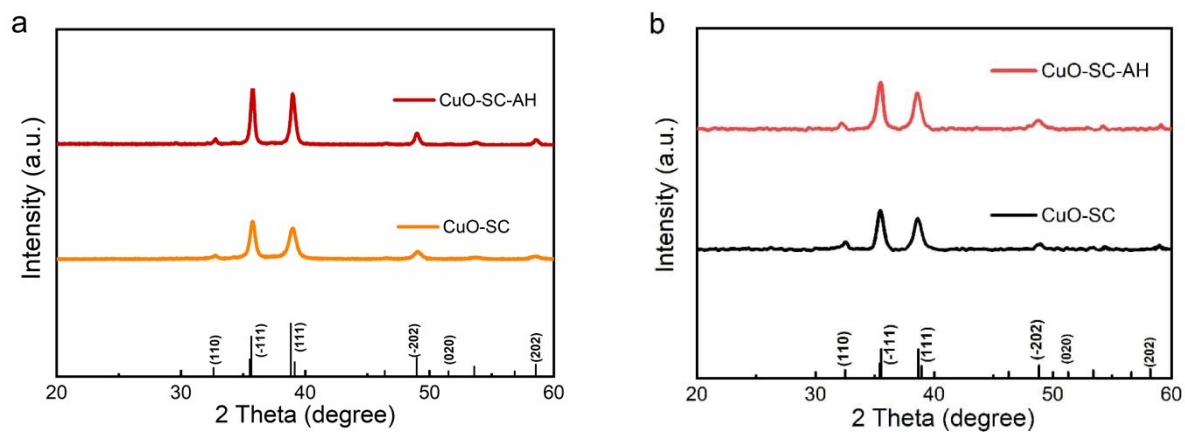 a
CuO-SC-AH
CuO-SC
Intensity (a.u.)
(110)
(-111)
(111)
(-202)
(020)
(202)
20 30 40 50 60
2 Theta (degree)
b
CuO-SC-AH
CuO-SC
Intensity (a.u.)
(110)
(-111)
(111)
(-202)
(020)
(202)
20 30 40 50 60
2 Theta (degree)